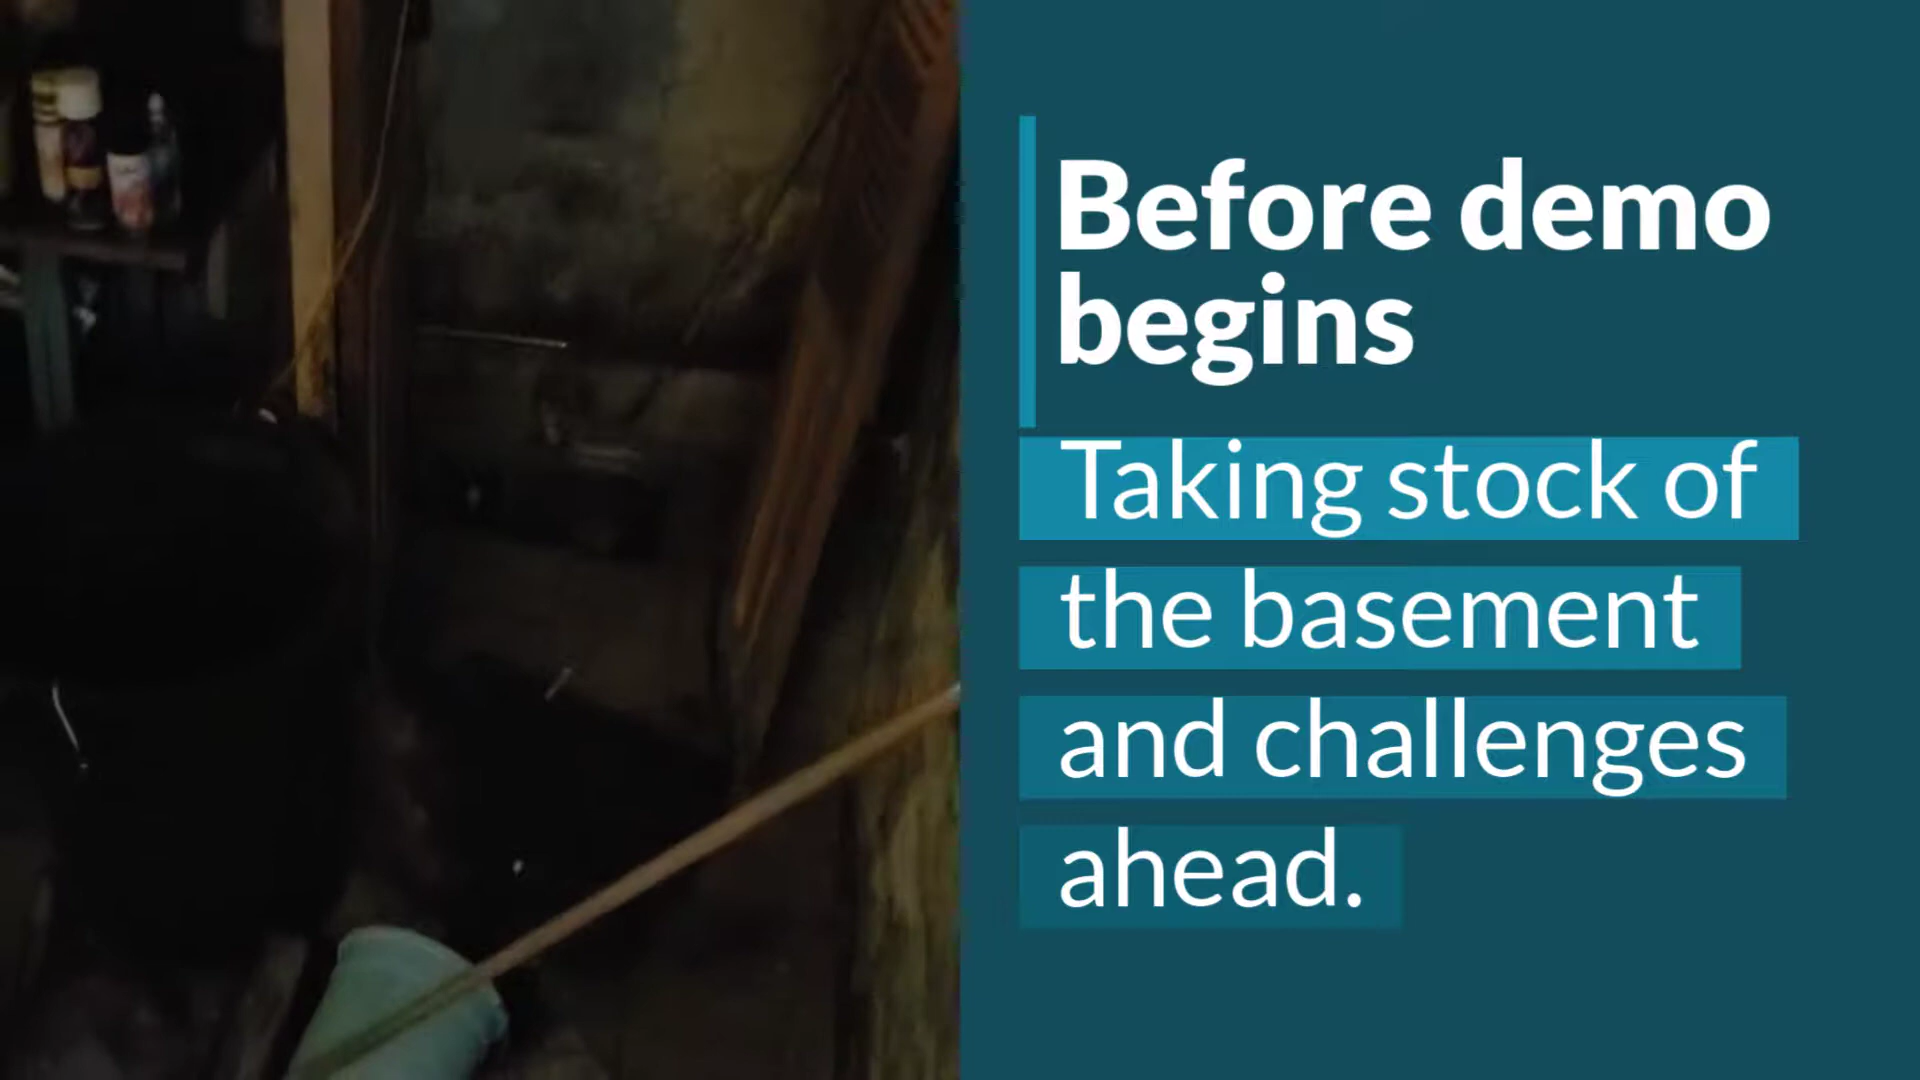 Before demo
begins
Taking stock of
the basement
and challenges
ahead.